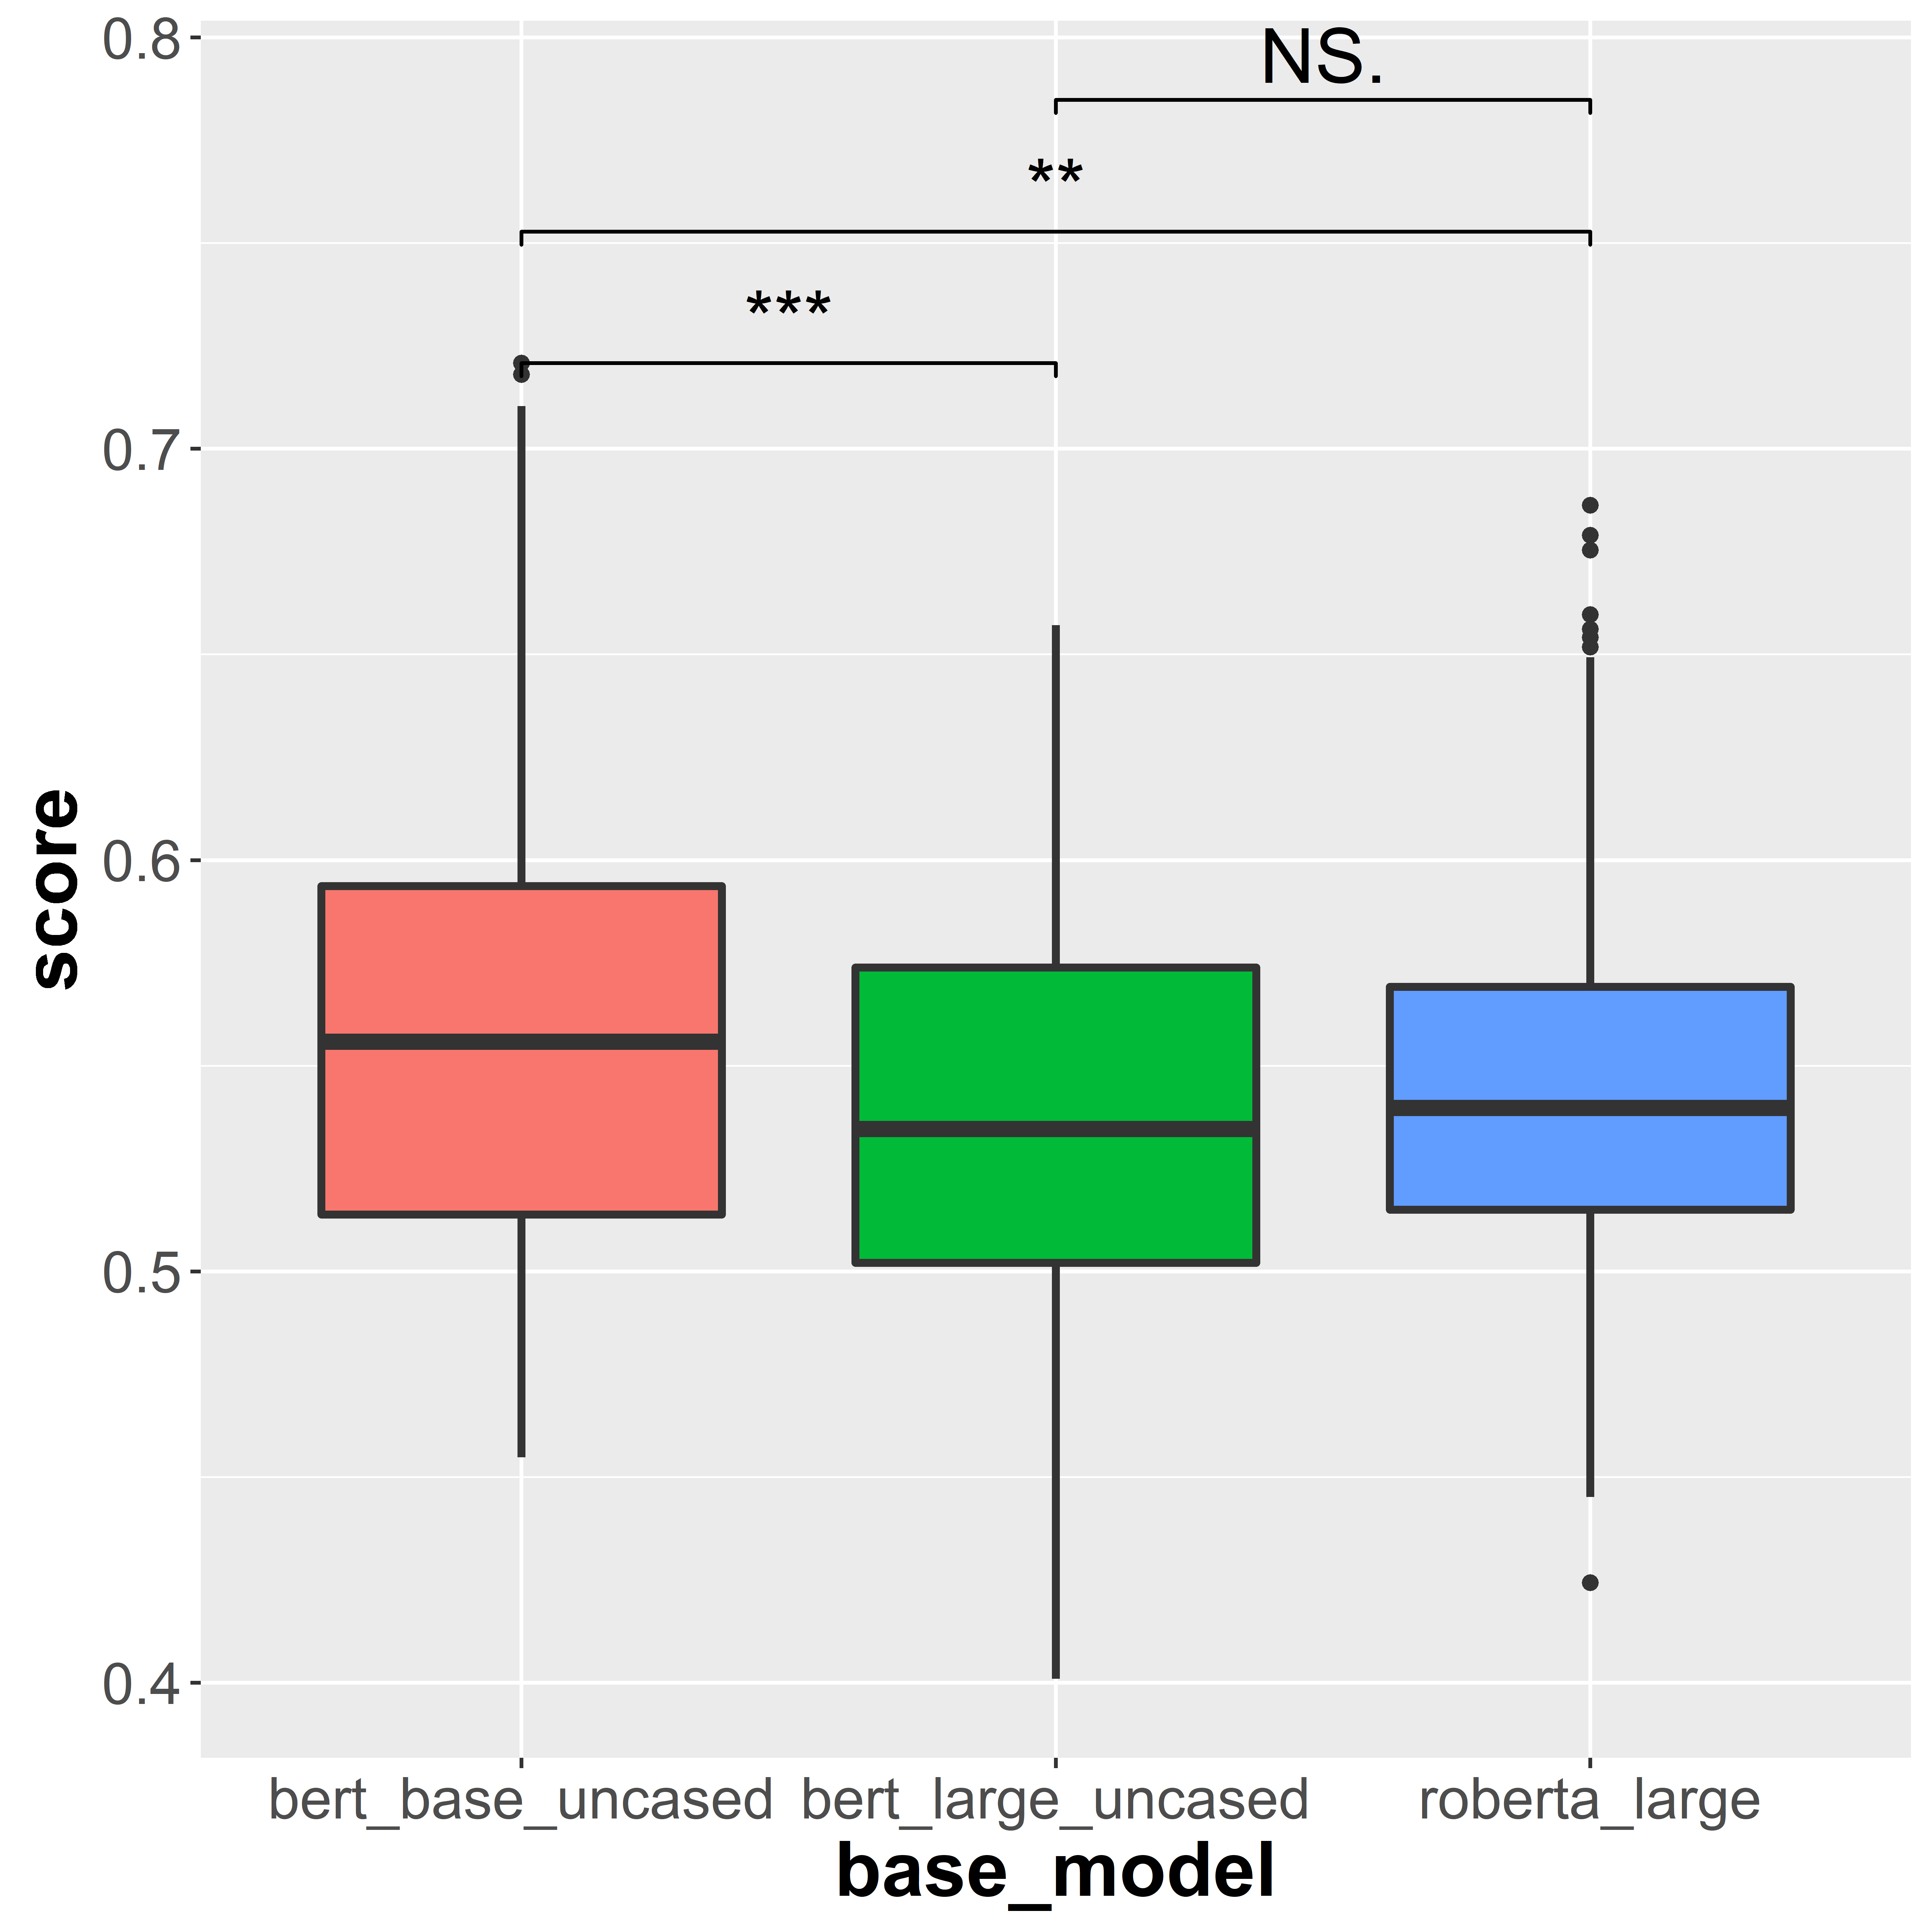 0.8
NS.
**
***
0.7
0.6
0.5
0.4
score
bert_base_uncased bert_large_uncased roberta_large
base_model